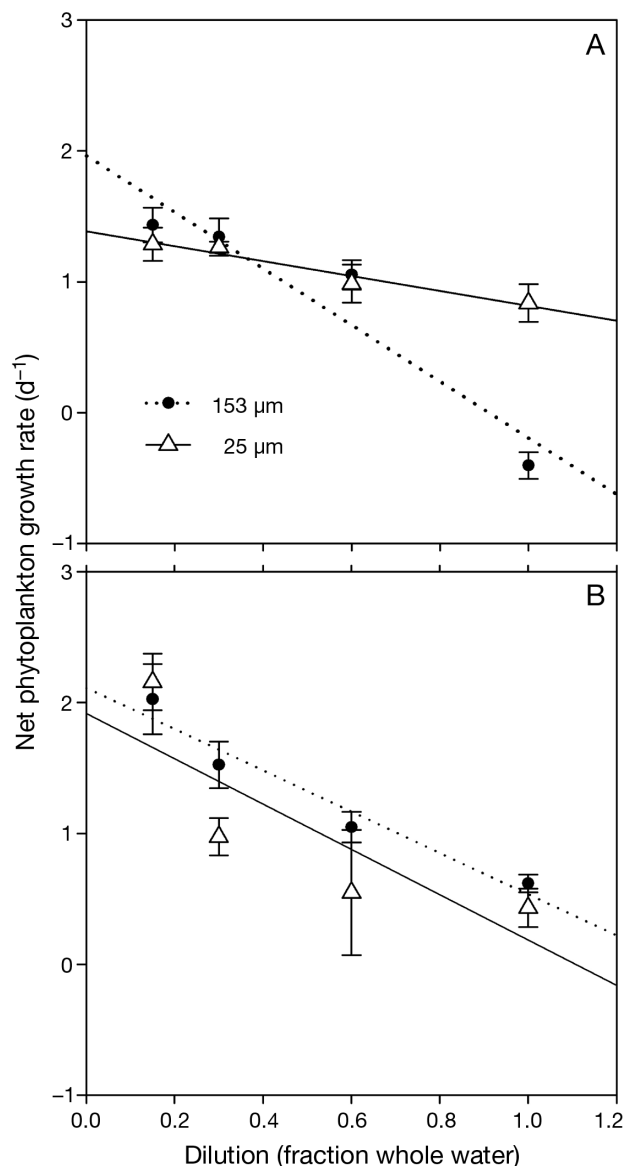 3
A
2
1
0
−1
153 µm
25 µm
Net phytoplankton growth rate (d⁻¹)
3
B
2
1
0
−1
0.0 0.2 0.4 0.6 0.8 1.0 1.2
Dilution (fraction whole water)